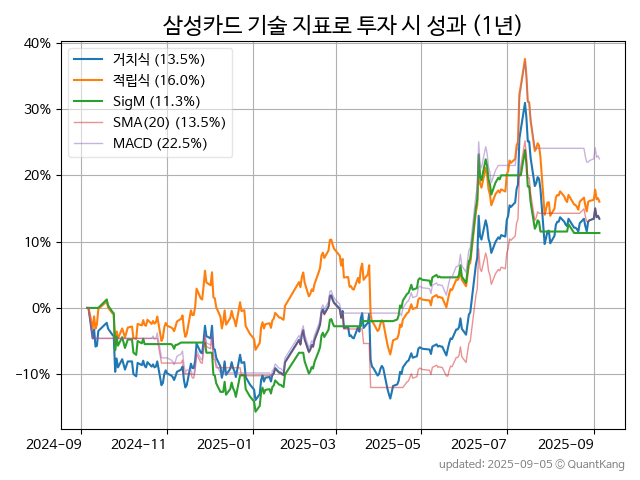 삼성카드 기술 지표로 투자 시 성과 (1년)
40%
30%
20%
10%
0%
−10%
거치식 (13.5%)
적립식 (16.0%)
SigM (11.3%)
SMA(20) (13.5%)
MACD (22.5%)
2024-09 2024-11 2025-01 2025-03 2025-05 2025-07 2025-09
updated: 2025-09-05 ⓒ QuantKang